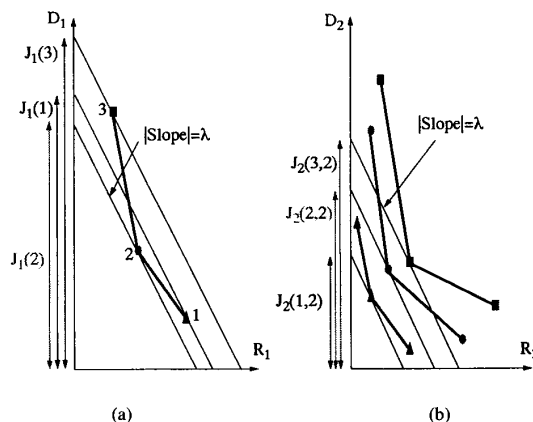 D1
J1(3)
J1(1)
3
|Slope|=λ
2
J1(2)
1
R1
(a)
D2
|Slope|=λ
J2(3,2)
J2(2,2)
J2(1,2)
(b)